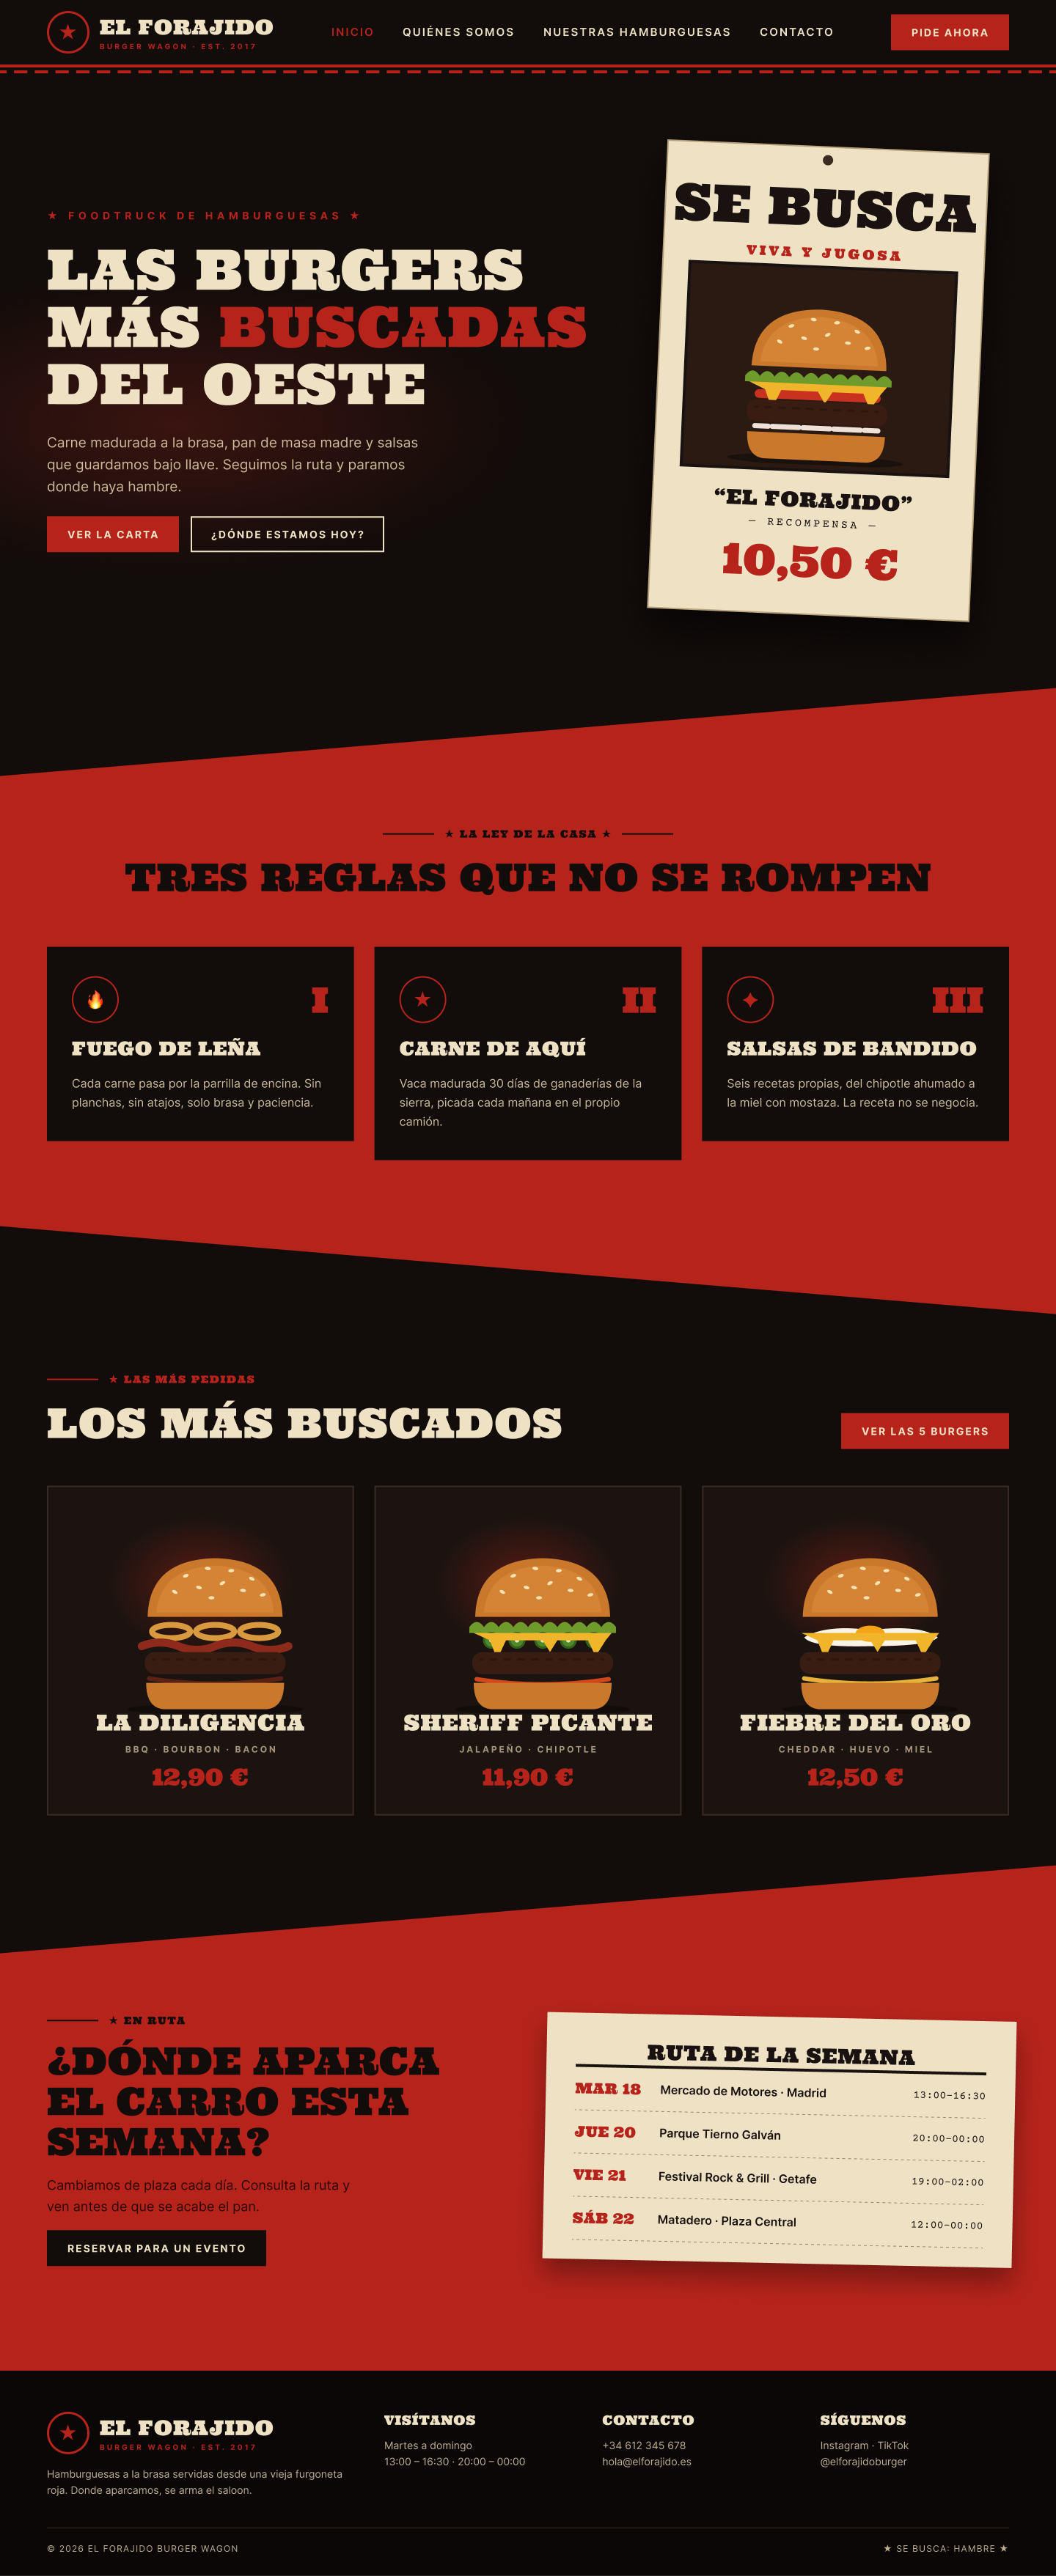 EL FORAJIDO
BURGER WAGON · EST. 2017
INICIO
QUIÉNES SOMOS
NUESTRAS HAMBURGUESAS
CONTACTO
PIDE AHORA
★ FOODTRUCK DE HAMBURGUESAS ★
LAS BURGERS
MÁS BUSCADAS
DEL OESTE
Carne madurada a la brasa, pan de masa madre y salsas
que guardamos bajo llave. Seguimos la ruta y paramos
donde haya hambre.
VER LA CARTA
¿DÓNDE ESTAMOS HOY?
SE BUSCA
VIVA Y JUGOSA
“EL FORAJIDO”
— RECOMPENSA —
10,50 €
★ LA LEY DE LA CASA ★
TRES REGLAS QUE NO SE ROMPEN
I
FUEGO DE LEÑA
Cada carne pasa por la parrilla de encina. Sin
planchas, sin atajos, solo brasa y paciencia.
II
CARNE DE AQUÍ
Vaca madurada 30 días de ganaderías de la
sierra, picada cada mañana en el propio
camión.
III
SALSAS DE BANDIDO
Seis recetas propias, del chipotle ahumado a
la miel con mostaza. La receta no se negocia.
★ LAS MÁS PEDIDAS
LOS MÁS BUSCADOS
VER LAS 5 BURGERS
LA DILIGENCIA
BBQ · BOURBON · BACON
12,90 €
SHERIFF PICANTE
JALAPEÑO · CHIPOTLE
11,90 €
FIEBRE DEL ORO
CHEDDAR · HUEVO · MIEL
12,50 €
★ EN RUTA
¿DÓNDE APARCA
EL CARRO ESTA
SEMANA?
Cambiamos de plaza cada día. Consulta la ruta y
ven antes de que se acabe el pan.
RESERVAR PARA UN EVENTO
RUTA DE LA SEMANA
MAR 18 Mercado de Motores · Madrid 13:00–16:30
JUE 20 Parque Tierno Galván 20:00–00:00
VIE 21 Festival Rock & Grill · Getafe 19:00–02:00
SÁB 22 Matadero · Plaza Central 12:00–00:00
EL FORAJIDO
BURGER WAGON · EST. 2017
Hamburguesas a la brasa servidas desde una vieja furgoneta
roja. Donde aparcamos, se arma el saloon.
VISÍTANOS
Martes a domingo
13:00 – 16:30 · 20:00 – 00:00
CONTACTO
+34 612 345 678
hola@elforajido.es
SÍGUENOS
Instagram · TikTok
@elforajidoburger
© 2026 EL FORAJIDO BURGER WAGON
★ SE BUSCA: HAMBRE ★